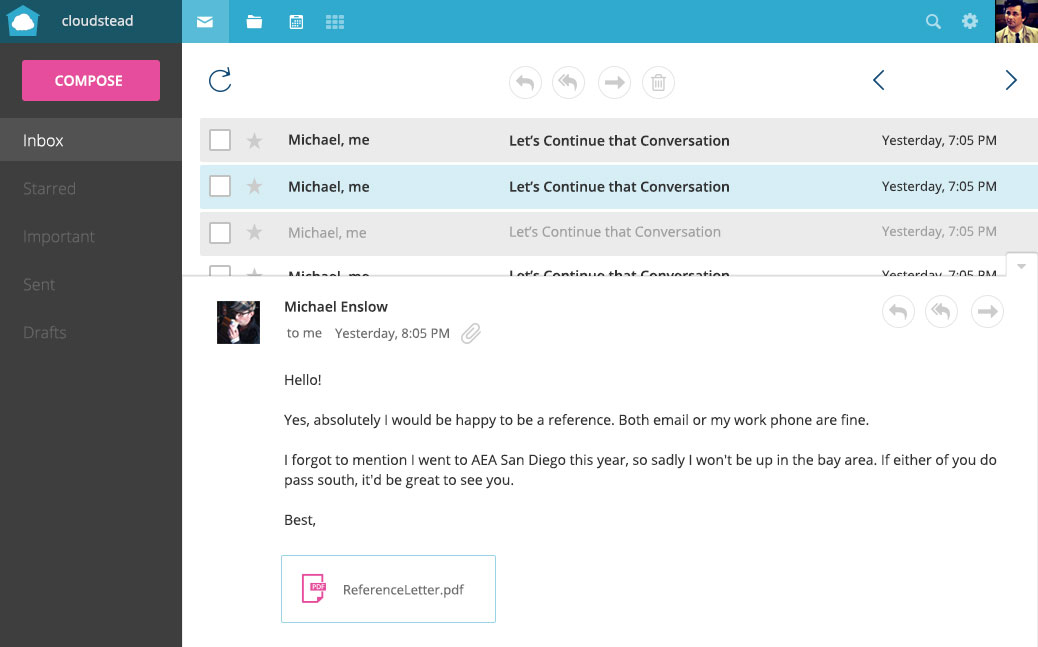 cloudstead
COMPOSE
Inbox
Starred
Important
Sent
Drafts
Michael, me Let's Continue that Conversation Yesterday, 7:05 PM
Michael, me Let's Continue that Conversation Yesterday, 7:05 PM
Michael, me Let's Continue that Conversation Yesterday, 7:05 PM
Michael, me Let's Continue that Conversation Yesterday, 7:05 PM
Michael Enslow
to me Yesterday, 8:05 PM
Hello!
Yes, absolutely I would be happy to be a reference. Both email or my work phone are fine.
I forgot to mention I went to AEA San Diego this year, so sadly I won't be up in the bay area. If either of you do
pass south, it'd be great to see you.
Best,
PDF ReferenceLetter.pdf